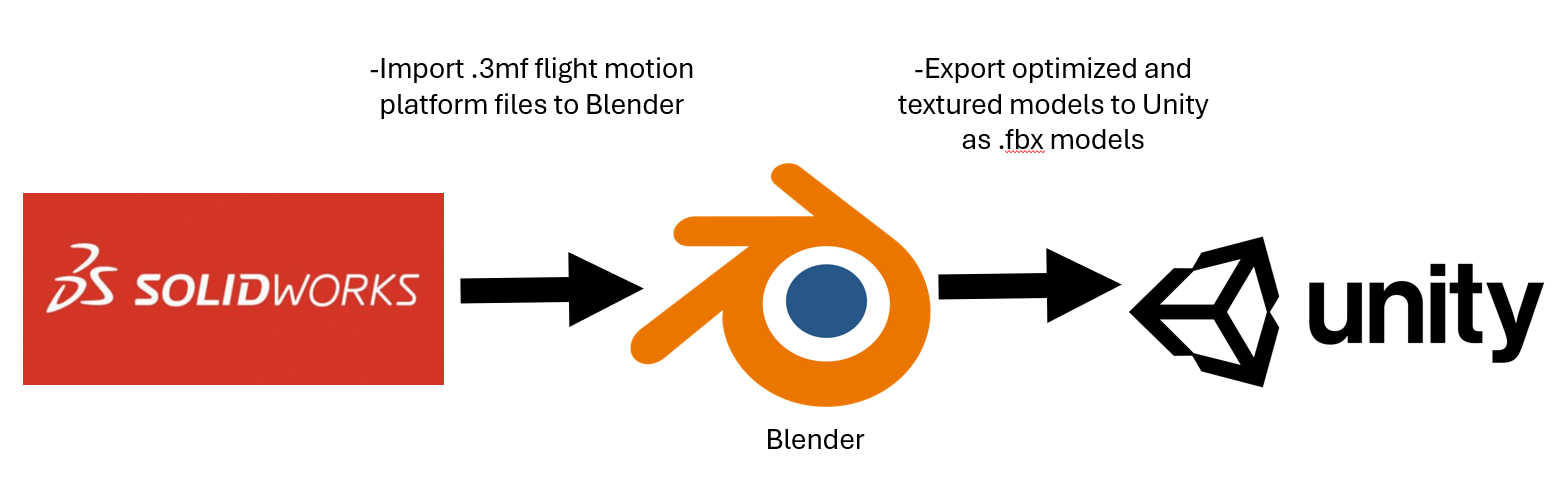 -Import .3mf flight motion
platform files to Blender
-Export optimized and
textured models to Unity
as .fbx models
SOLIDWORKS
unity
Blender